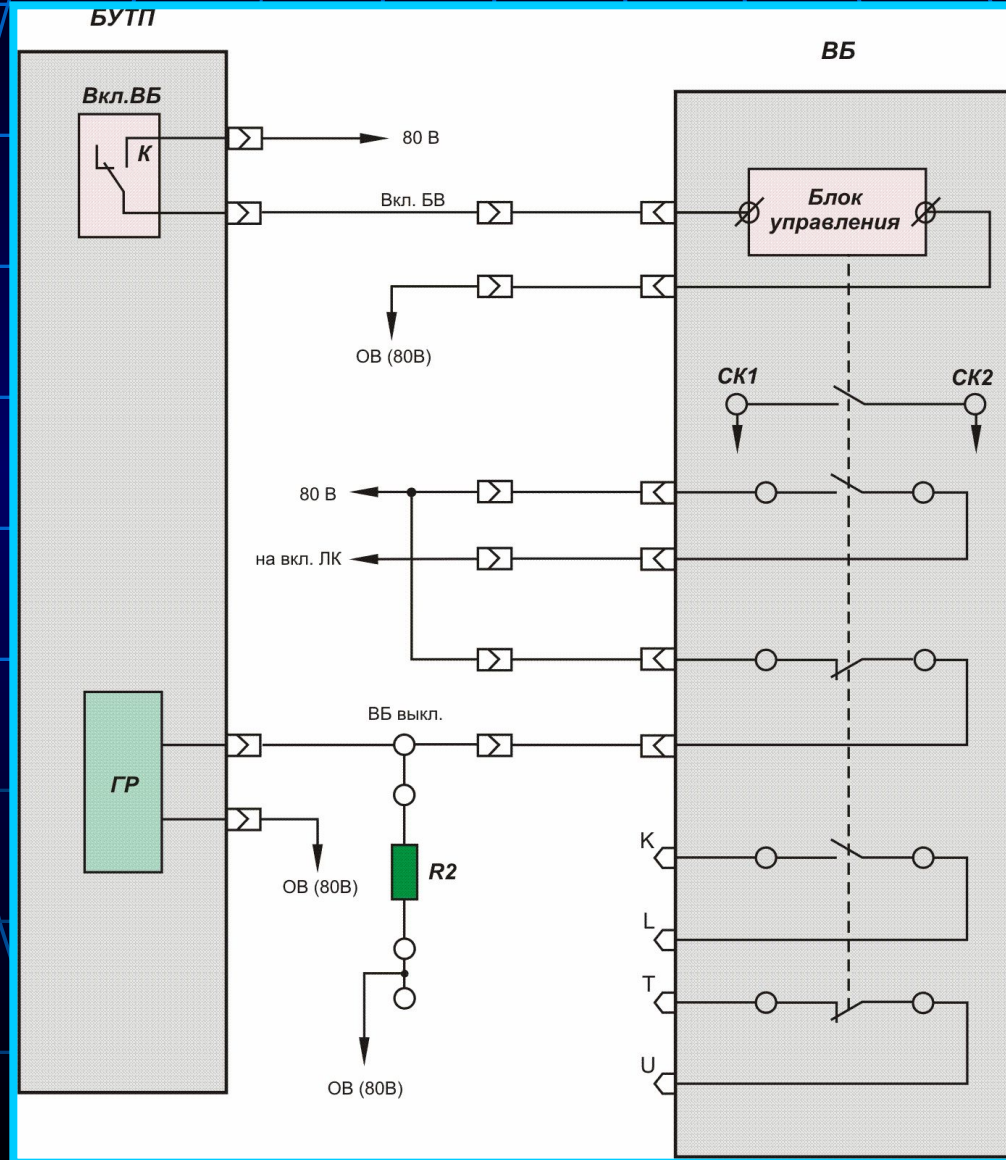 БУТП
ВБ
Вкл.ВБ
К
80 В
Вкл. БВ
Блок
управления
ОВ (80В)
СК1
СК2
80 В
на вкл. ЛК
ВБ выкл.
ГР
ОВ (80В)
R2
K
L
T
U
ОВ (80В)